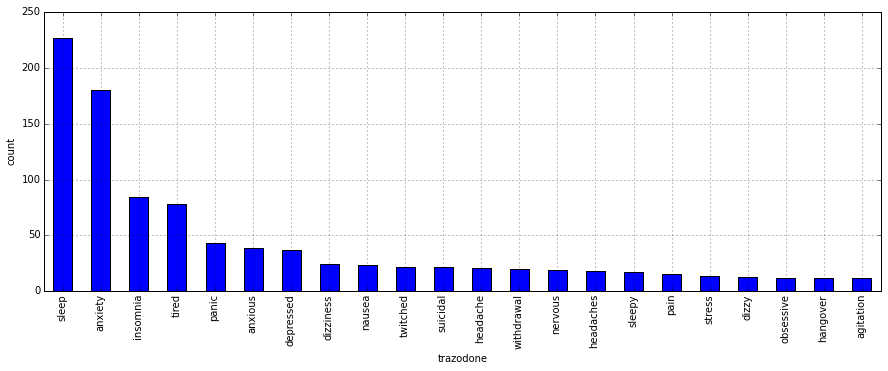 250
200
150
100
50
0
count
sleep
anxiety
insomnia
tired
panic
anxious
depressed
dizziness
nausea
twitched
suicidal
headache
withdrawal
nervous
headaches
sleepy
pain
stress
dizzy
obsessive
hangover
agitation
trazodone